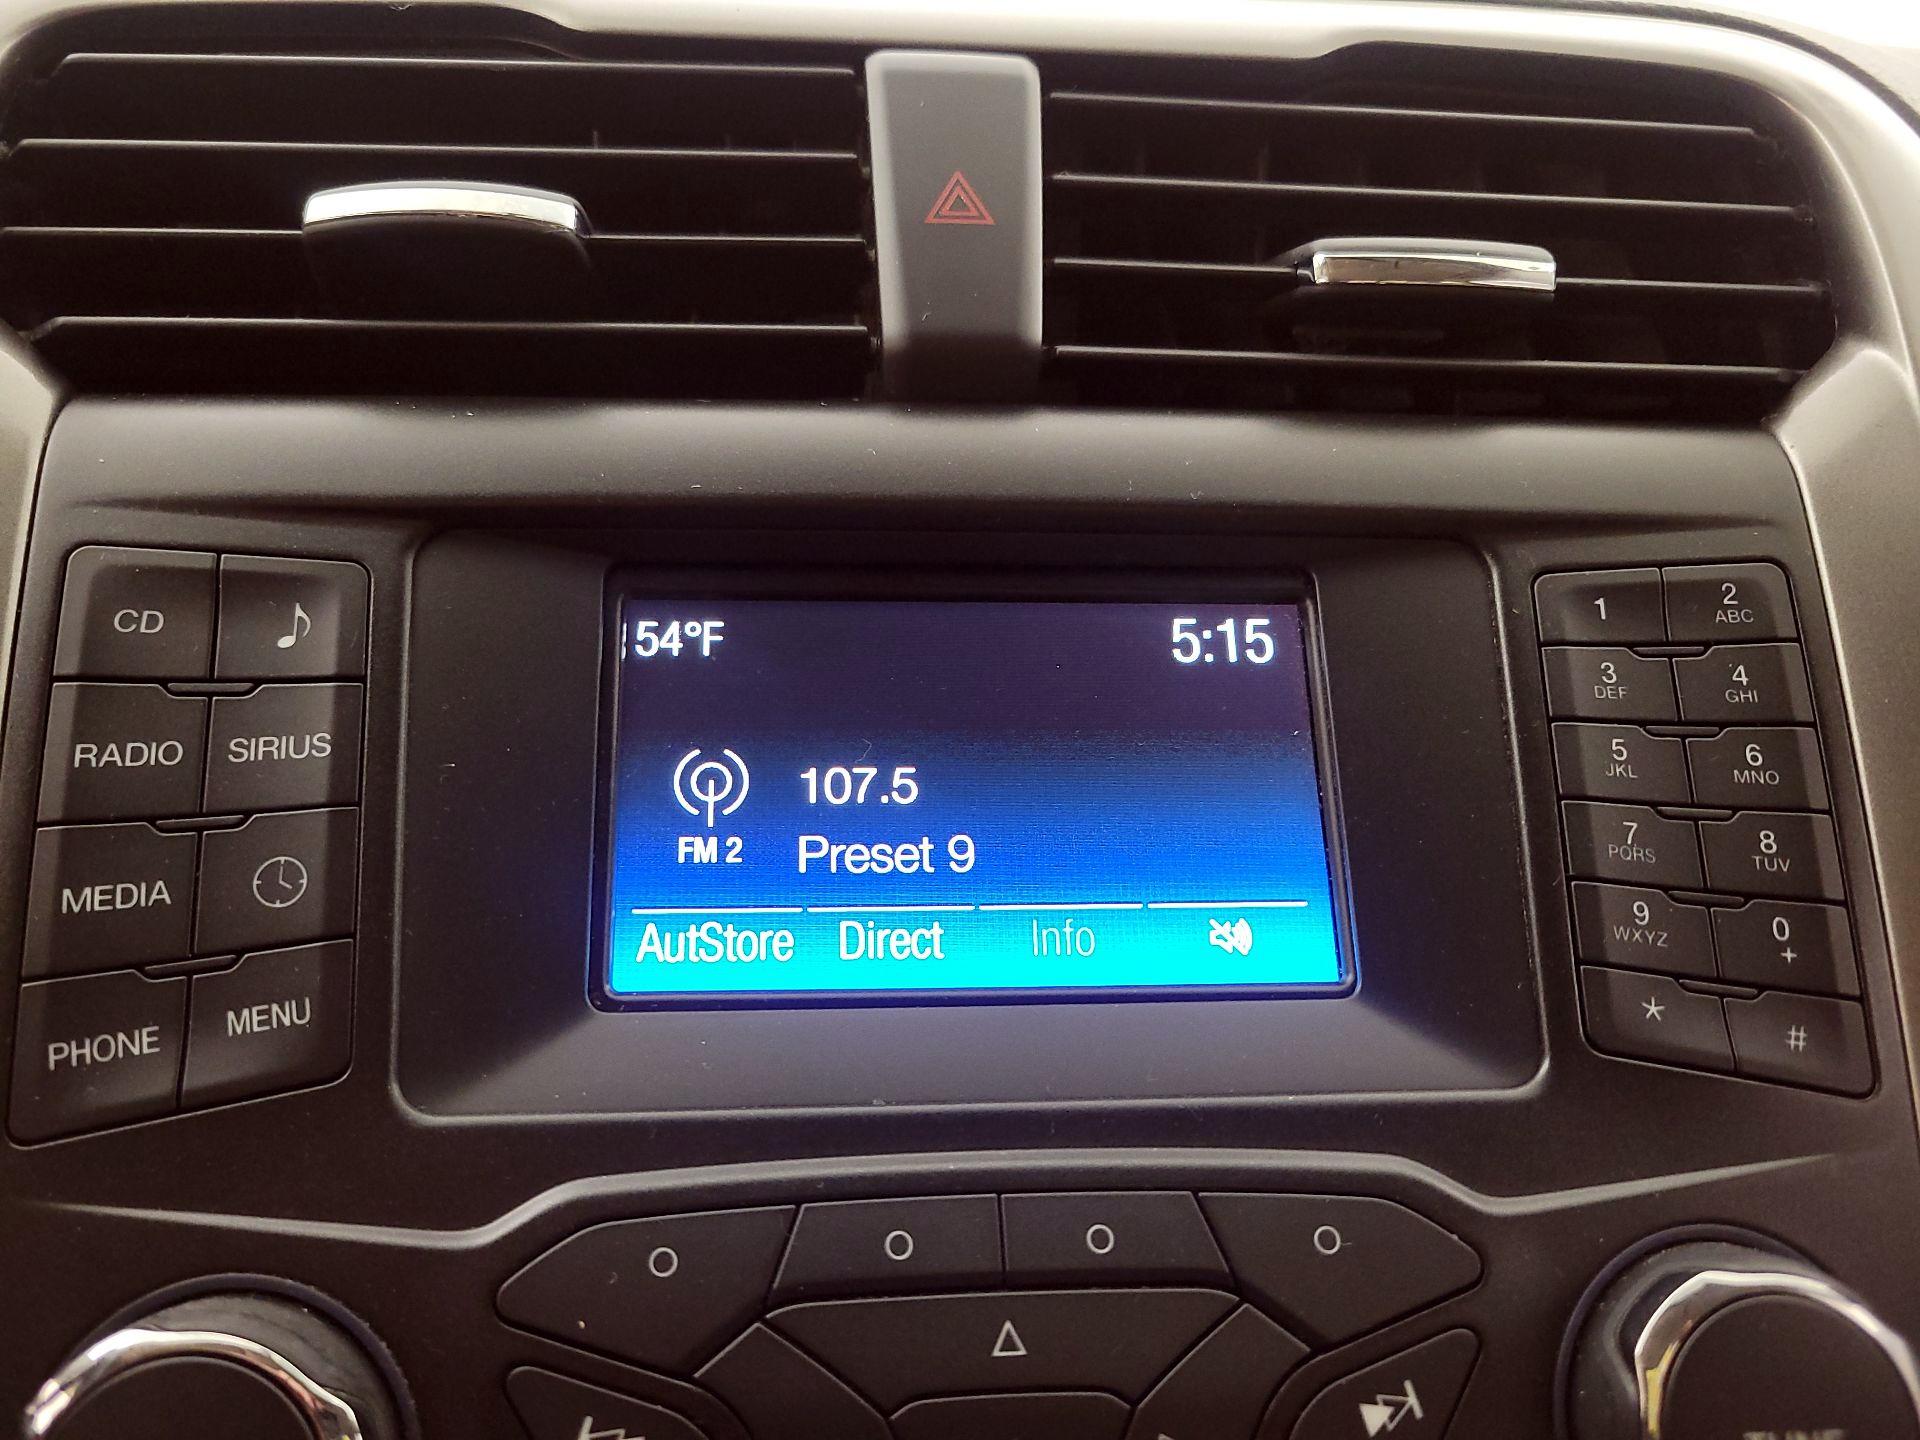 CD
RADIO SIRIUS
MEDIA
PHONE MENU
54°F 5:15
107.5
FM 2
Preset 9
AutStore Direct Info
1 2 ABC
3 DEF 4 GHI
5 JKL 6 MNO
7 PQRS 8 TUV
9 WXYZ 0 +
* #